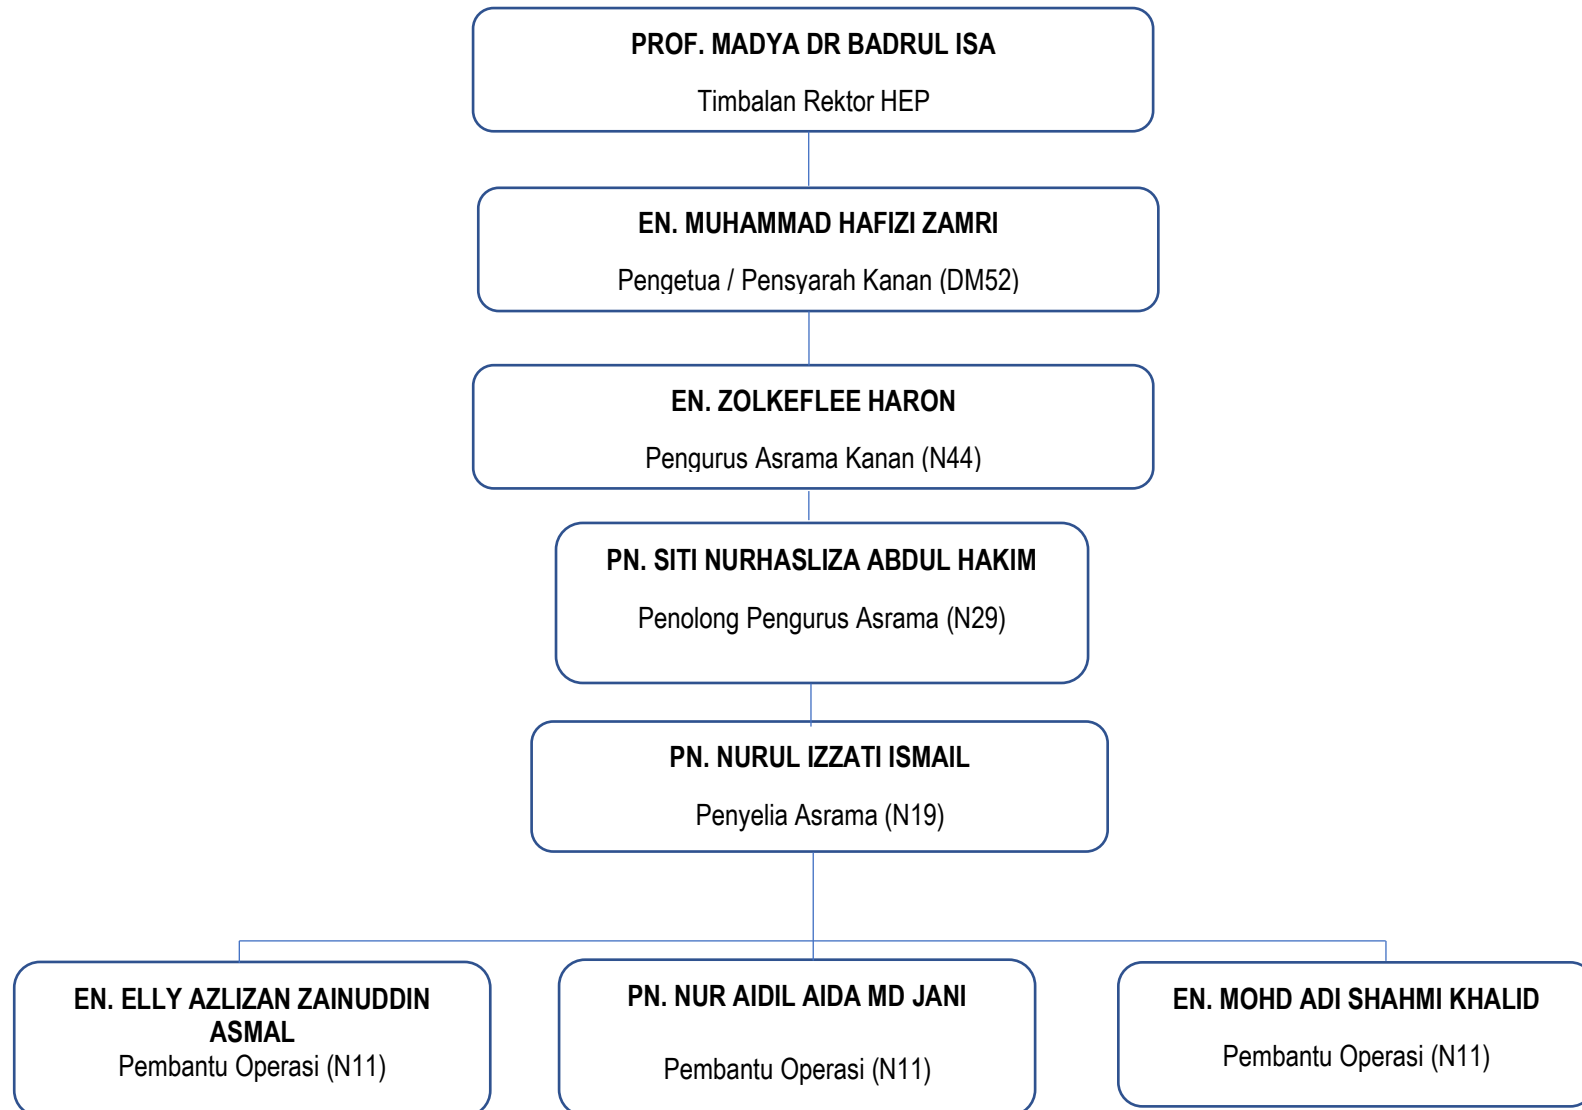 PROF. MADYA DR BADRUL ISA
Timbalan Rektor HEP
EN. MUHAMMAD HAFIZI ZAMRI
Pengetua / Pensyarah Kanan (DM52)
EN. ZOLKEFLEE HARON
Pengurus Asrama Kanan (N44)
PN. SITI NURHASLIZA ABDUL HAKIM
Penolong Pengurus Asrama (N29)
PN. NURUL IZZATI ISMAIL
Penyelia Asrama (N19)
EN. ELLY AZLIZAN ZAINUDDIN
ASMAL
Pembantu Operasi (N11)
PN. NUR AIDIL AIDA MD JANI
Pembantu Operasi (N11)
EN. MOHD ADI SHAHMI KHALID
Pembantu Operasi (N11)